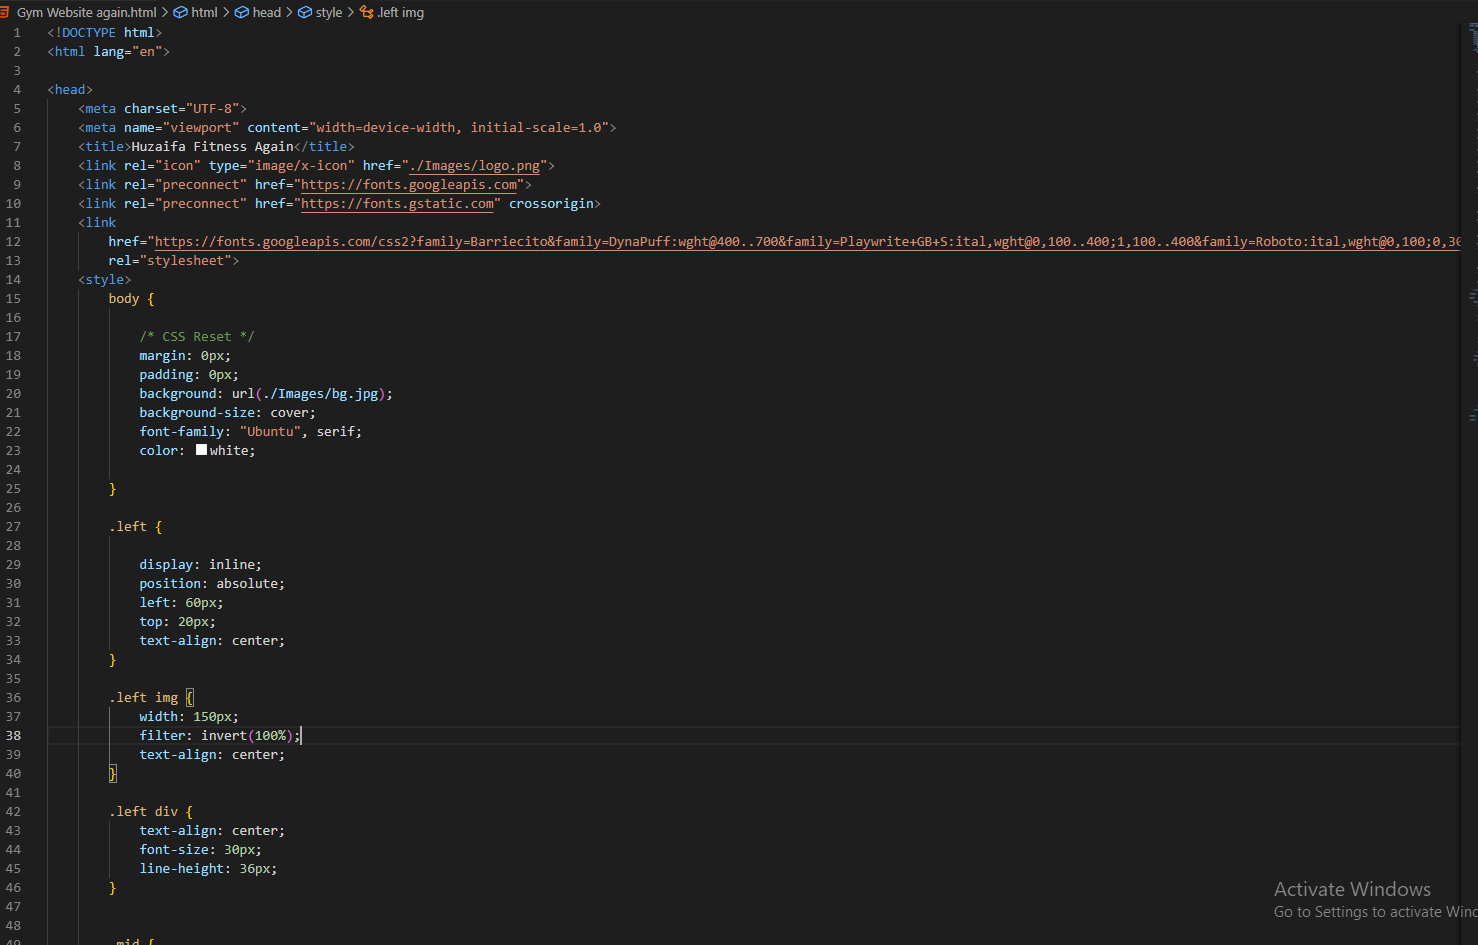 Gym Website again.html > html > head > style > .left img
1 <!DOCTYPE html>
2 <html lang="en">
3
4 <head>
5 <meta charset="UTF-8">
6 <meta name="viewport" content="width=device-width, initial-scale=1.0">
7 <title>Huzaifa Fitness Again</title>
8 <link rel="icon" type="image/x-icon" href="./Images/logo.png">
9 <link rel="preconnect" href="https://fonts.googleapis.com">
10 <link rel="preconnect" href="https://fonts.gstatic.com" crossorigin>
11 <link
12 href="https://fonts.googleapis.com/css2?family=Barriecito&family=DynaPuff:wght@400..700&family=Playwrite+GB+S:ital,wght@0,100..400;1,100..400&family=Roboto:ital,wght@0,100;0,30
13 rel="stylesheet">
14 <style>
15 body {
16
17 /* CSS Reset */
18 margin: 0px;
19 padding: 0px;
20 background: url(./Images/bg.jpg);
21 background-size: cover;
22 font-family: "Ubuntu", serif;
23 color: white;
24
25 }
26
27 .left {
28
29 display: inline;
30 position: absolute;
31 left: 60px;
32 top: 20px;
33 text-align: center;
34 }
35
36 .left img {
37 width: 150px;
38 filter: invert(100%);
39 text-align: center;
40 }
41
42 .left div {
43 text-align: center;
44 font-size: 30px;
45 line-height: 36px;
46 }
47
48
49 .mid {
Activate Windows
Go to Settings to activate Win